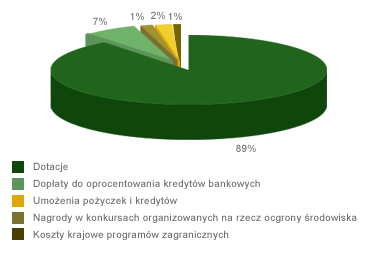 7%
1%
2%
1%
89%
Dotacje
Dopłaty do oprocentowania kredytów bankowych
Umożenia pożyczek i kredytów
Nagrody w konkursach organizowanych na rzecz ogrony środowiska
Koszty krajowe programów zagranicznych